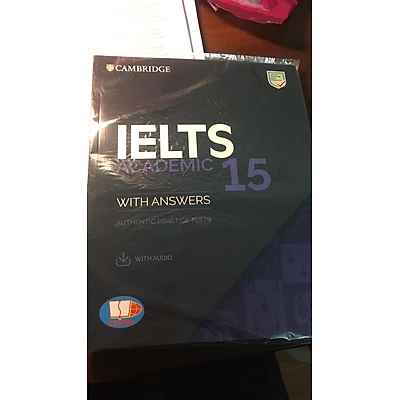 CAMBRIDGE
IELTS
ACADEMIC 15
WITH ANSWERS
AUTHENTIC PRACTICE TESTS
WITH AUDIO